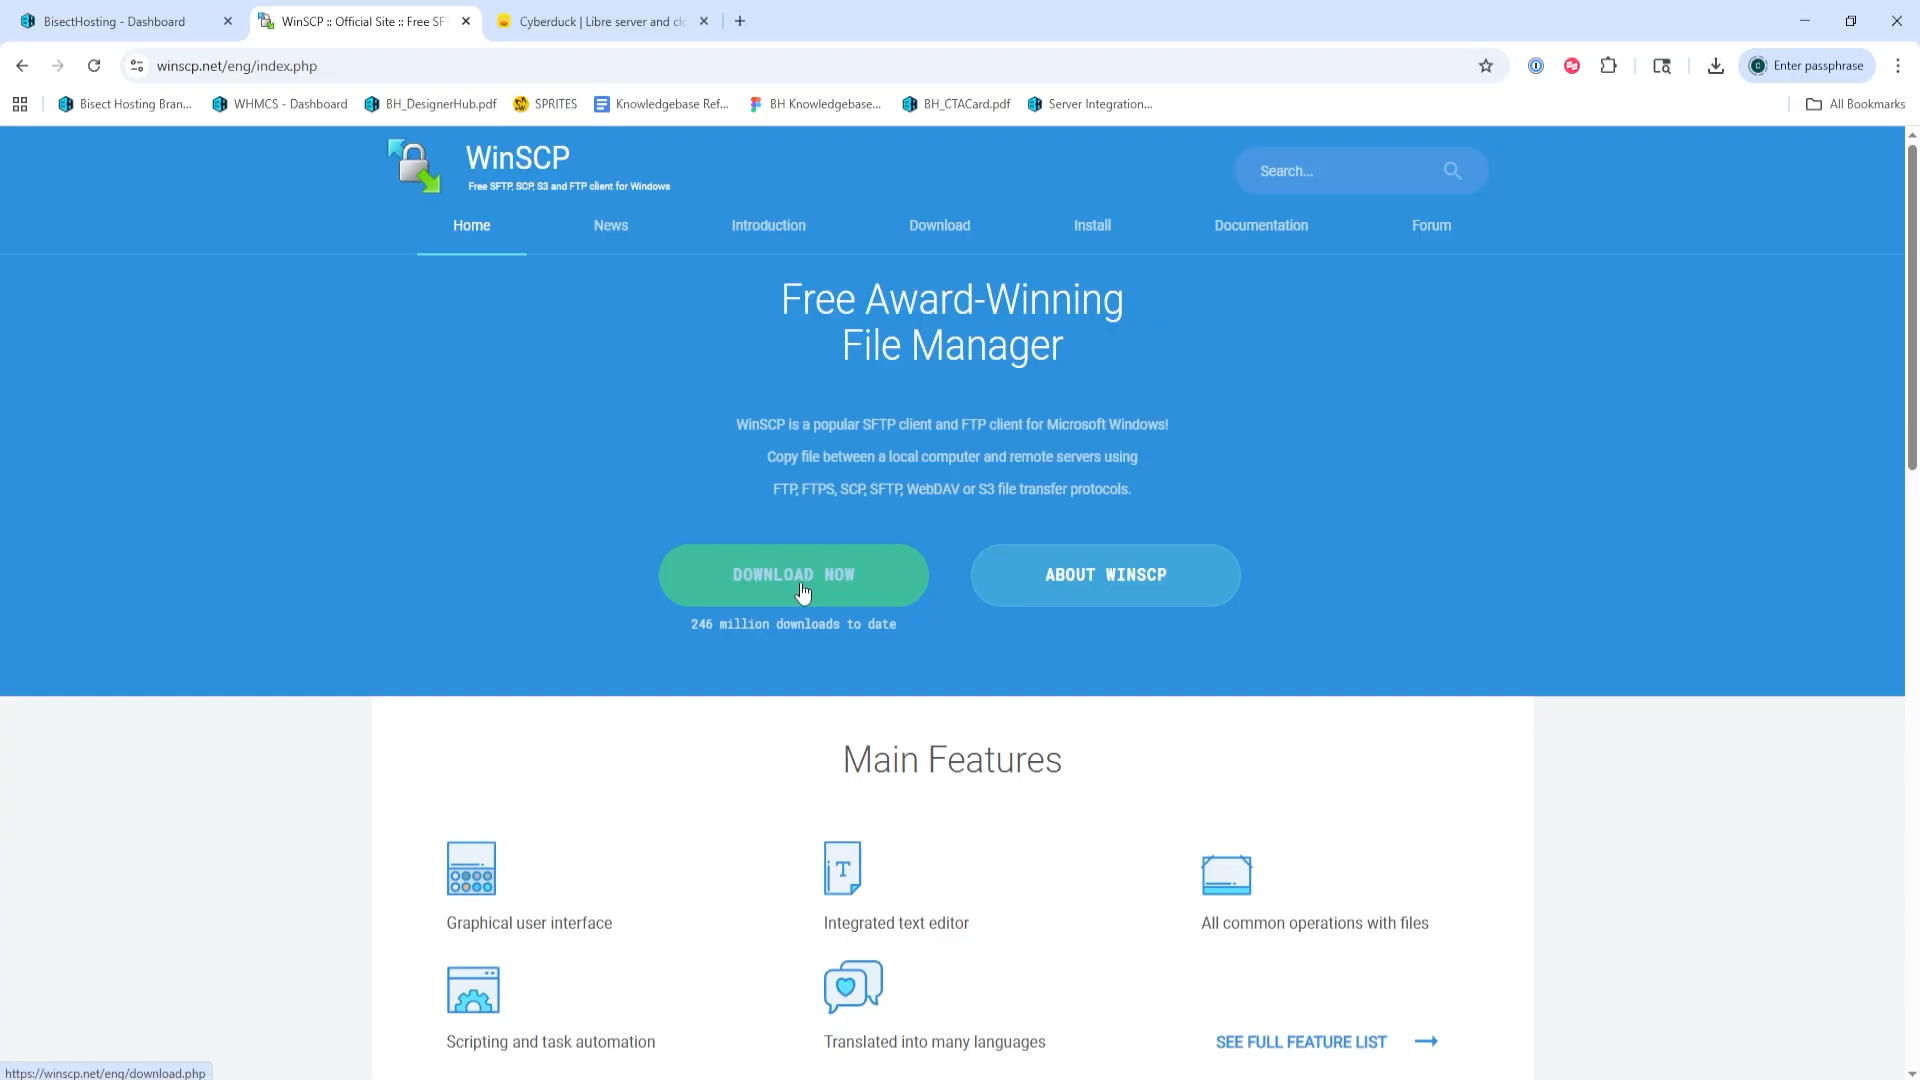 BisectHosting - Dashboard
WinSCP :: Official Site :: Free SF
Cyberduck | Libre server and clo
winscp.net/eng/index.php
Enter passphrase
Bisect Hosting Bran...
WHMCS - Dashboard
BH_DesignerHub.pdf
SPRITES
Knowledgebase Ref...
BH Knowledgebase...
BH_CTACard.pdf
Server Integration...
All Bookmarks
WinSCP
Free SFTP, SCP, S3 and FTP client for Windows
Search...
Home
News
Introduction
Download
Install
Documentation
Forum
Free Award-Winning
File Manager
WinSCP is a popular SFTP client and FTP client for Microsoft Windows!
Copy file between a local computer and remote servers using
FTP, FTPS, SCP, SFTP, WebDAV or S3 file transfer protocols.
DOWNLOAD NOW
ABOUT WINSCP
246 million downloads to date
Main Features
Graphical user interface
Integrated text editor
All common operations with files
Scripting and task automation
Translated into many languages
SEE FULL FEATURE LIST
https://winscp.net/eng/download.php